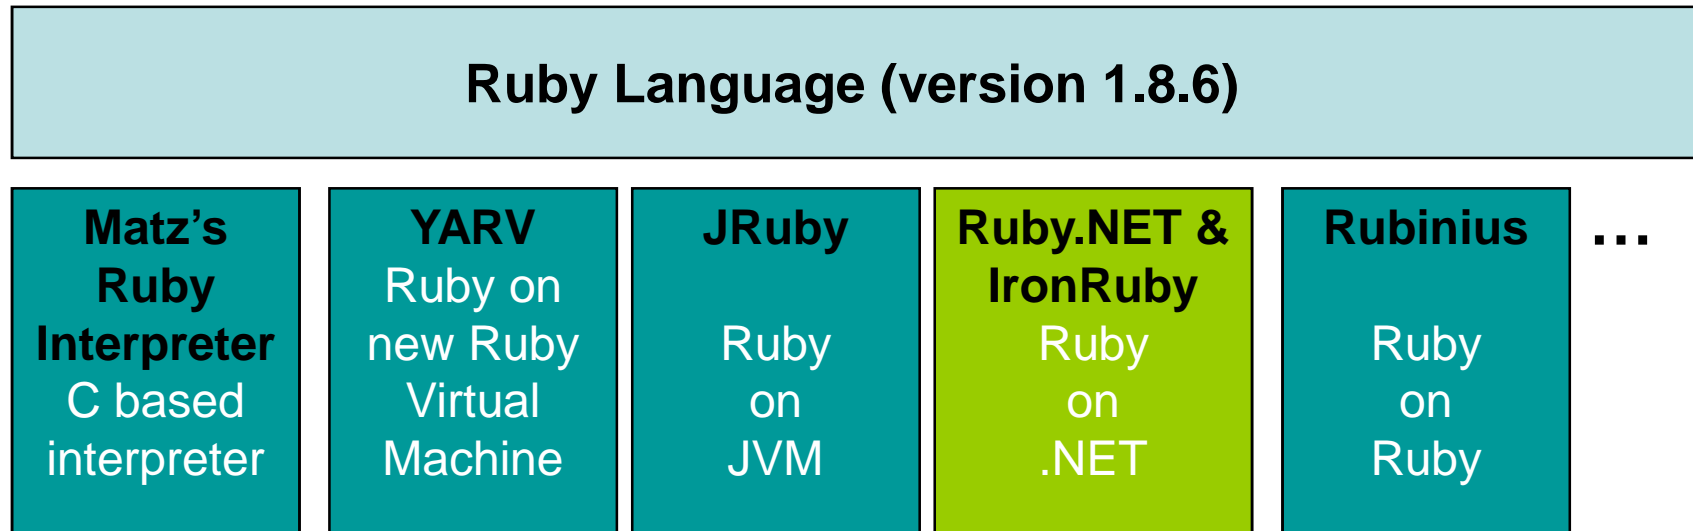 Ruby Language (version 1.8.6)
Matz’s
Ruby
Interpreter
C based
interpreter
YARV
Ruby on
new Ruby
Virtual
Machine
JRuby
Ruby
on
JVM
Ruby.NET &
IronRuby
Ruby
on
.NET
Rubinius
Ruby
on
Ruby
...